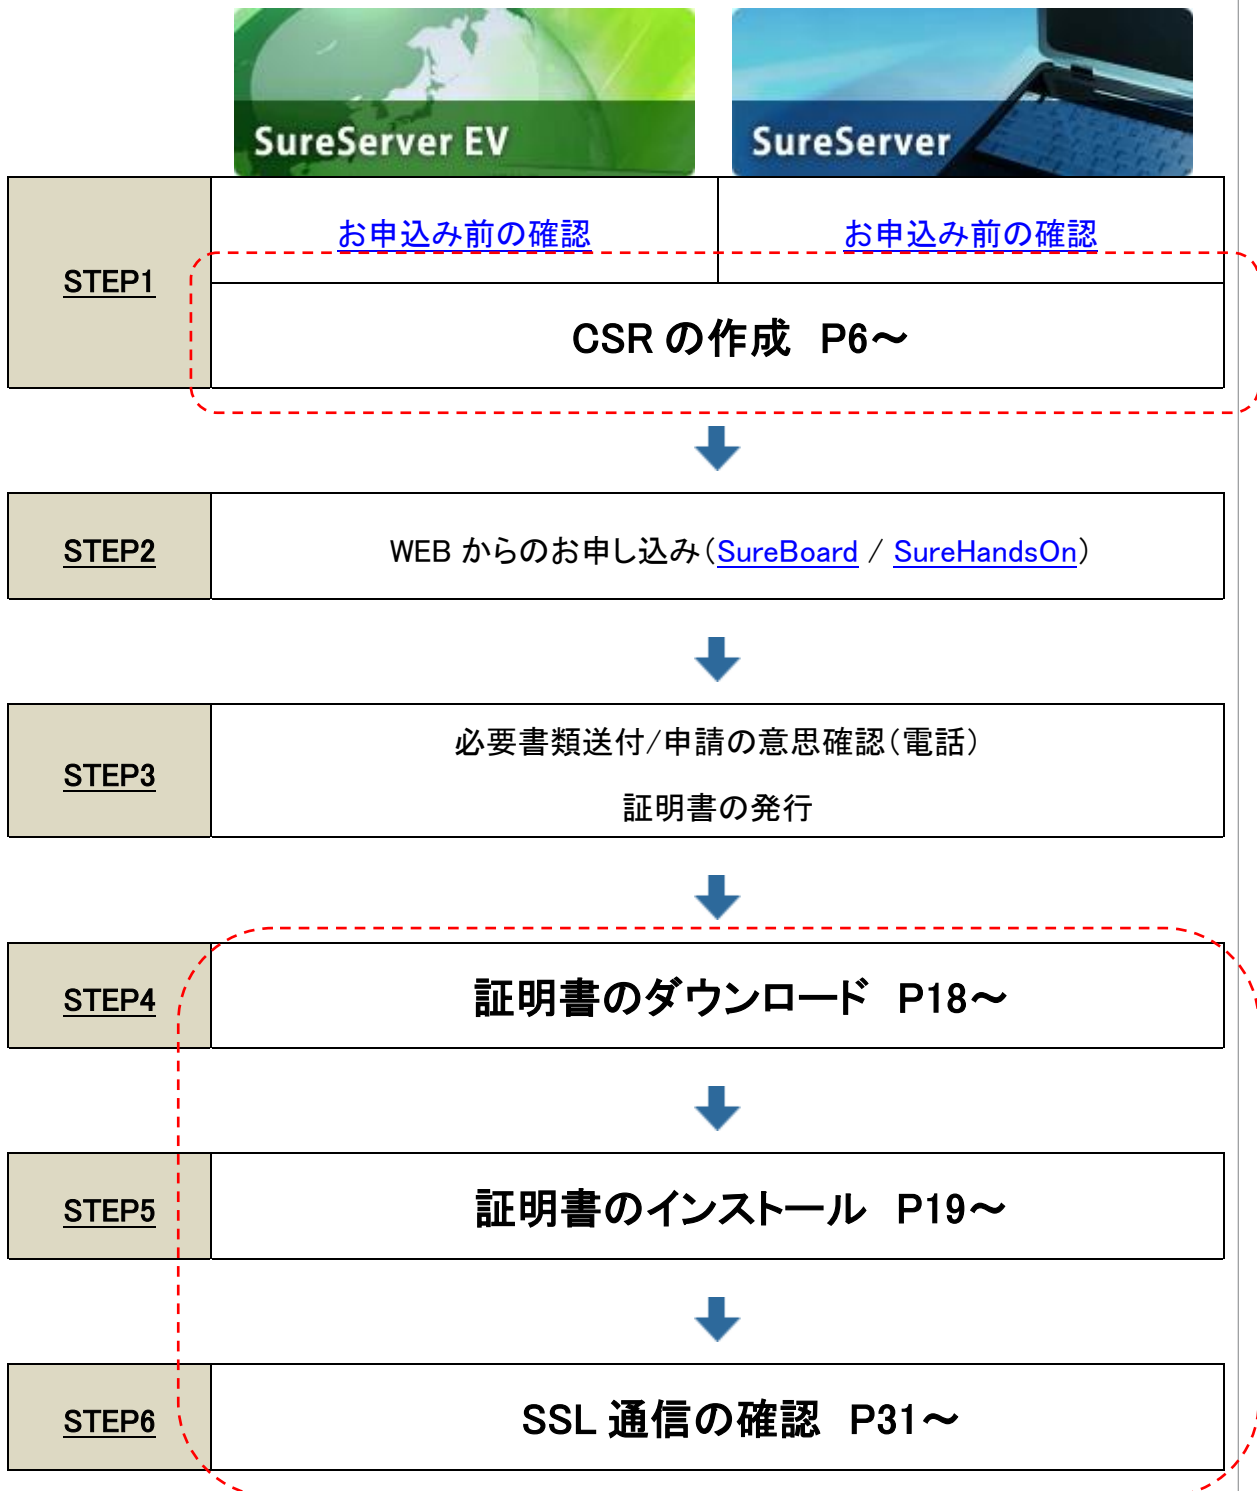 SureServer EV
SureServer
STEP1
お申込み前の確認
お申込み前の確認
CSR の作成 P6～
STEP2
WEB からのお申し込み（SureBoard / SureHandsOn）
STEP3
必要書類送付/申請の意思確認（電話）
証明書の発行
STEP4
証明書のダウンロード P18～
STEP5
証明書のインストール P19～
STEP6
SSL 通信の確認 P31～